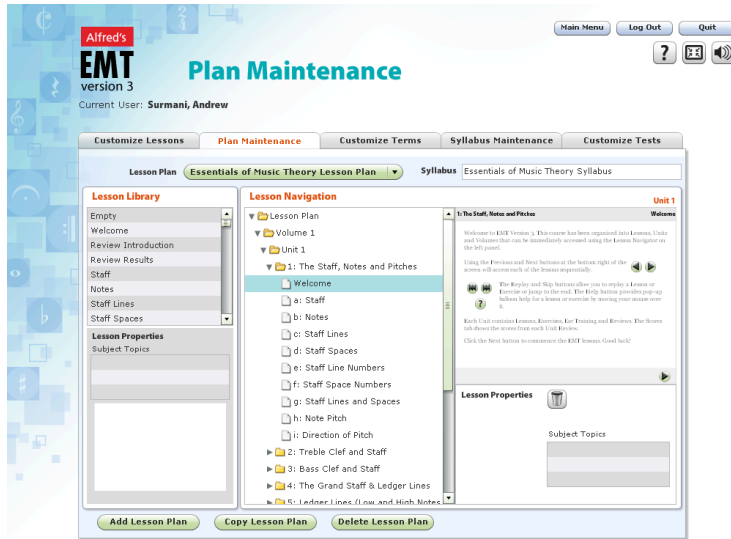 Main Menu
Log Out
Quit
Alfred's
EMT
version 3
Plan Maintenance
?
Current User: Surmani, Andrew
Customize Lessons
Plan Maintenance
Customize Terms
Syllabus Maintenance
Customize Tests
Lesson Plan
Essentials of Music Theory Lesson Plan
Syllabus
Essentials of Music Theory Syllabus
Lesson Library
Empty
Welcome
Review Introduction
Review Results
Staff
Notes
Staff Lines
Staff Spaces
Lesson Properties
Subject Topics
Lesson Navigation
Lesson Plan
Volume 1
Unit 1
1: The Staff, Notes and Pitches
Welcome
a: Staff
b: Notes
c: Staff Lines
d: Staff Spaces
e: Staff Line Numbers
f: Staff Space Numbers
g: Staff Lines and Spaces
h: Note Pitch
i: Direction of Pitch
2: Treble Clef and Staff
3: Bass Clef and Staff
4: The Grand Staff & Ledger Lines
5: Ledger Lines (Low and High Notes
Unit 1
1: The Staff, Notes and Pitches
Welcome
Welcome to EMT Version 3. This course has been organized into Lessons, Units
and Volumes that can be immediately accessed using the Lesson Navigator on
the left panel.
Using the Previous and Next buttons at the bottom right of the
screen will access each of the lessons sequentially.
The Replay and Skip buttons allow you to replay a Lesson or
Exercise or jump to the end. The Help button provides pop-up
balloon help for a lesson or exercise by moving your mouse over
it.
?
Each Unit contains Lessons, Exercises, Ear Training and Reviews. The Scores
tab shows the scores from each Unit Review.
Click the Next button to commence the EMT lessons. Good luck!
Lesson Properties
Subject Topics
Add Lesson Plan
Copy Lesson Plan
Delete Lesson Plan